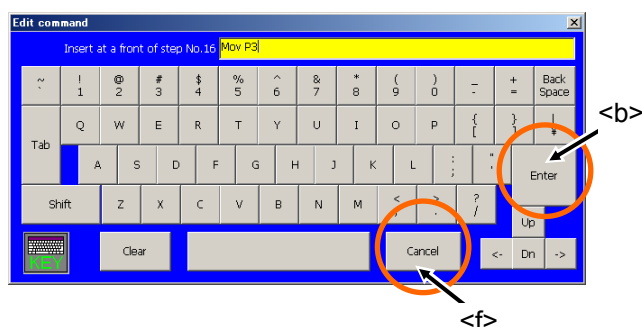 Edit command
Insert at a front of step No.16 Mov P3
~ ! @ # $ % ^ & * ( ) _ + Back
` 1 2 3 4 5 6 7 8 9 0 - = Space
Tab Q W E R T Y U I O P { [ } ] | ¥
A S D F G H J K L : ; " Enter
Shift Z X C V B N M < , > . ? / Up
KEY Clear Cancel <- Dn ->
<b>
<f>